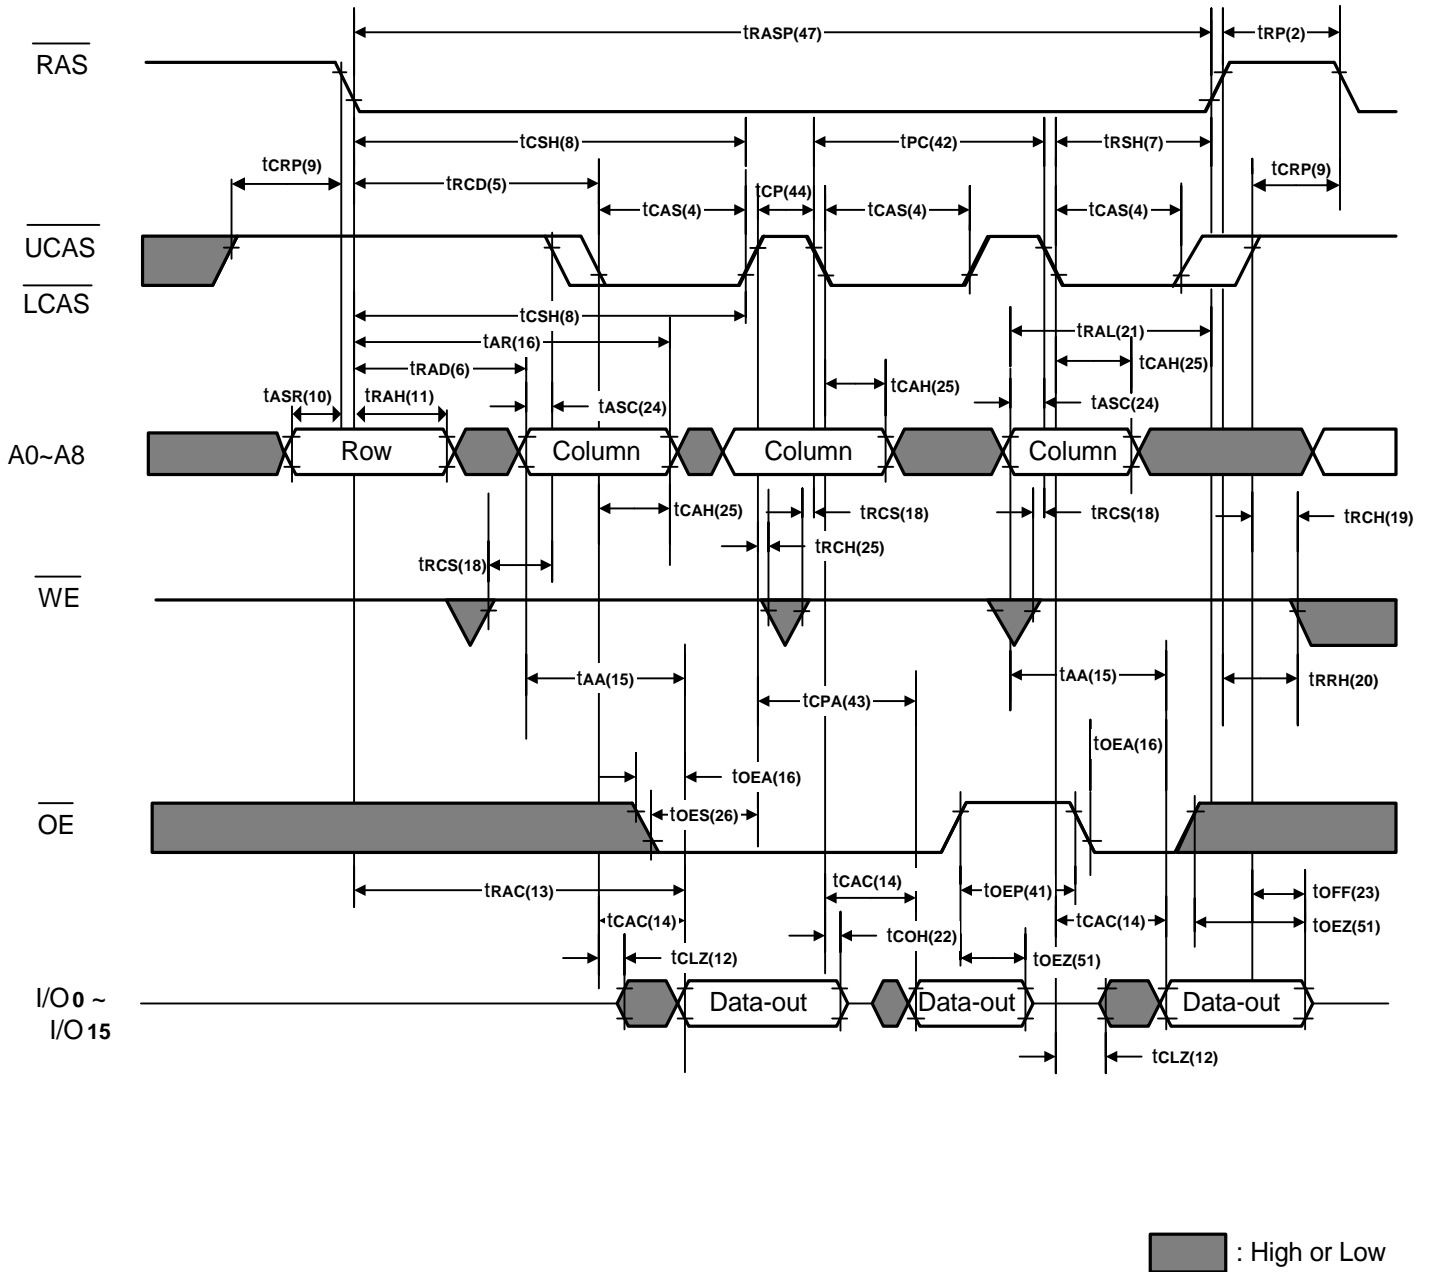 tRASP(47) tRP(2)
RAS
tCSH(8) tPC(42) tRSH(7)
tCRP(9) tRCD(5) tCP(44) tCRP(9)
tCAS(4) tCAS(4) tCAS(4)
UCAS
LCAS
tCSH(8)
tAR(16) tRAL(21)
tRAD(6) tCAH(25) tCAH(25)
tASR(10) tRAH(11) tASC(24) tASC(24)
A0~A8 Row Column Column Column
tCAH(25) tRCS(18) tRCS(18) tRCH(19)
tRCS(18) tRCH(25)
WE
tAA(15) tCPA(43) tAA(15) tRRH(20)
tOEA(16) tOEA(16)
OE tOES(26)
tRAC(13) tCAC(14) tOEP(41) tOFF(23)
tCAC(14) tCOH(22) tCAC(14) tOEZ(51)
tCLZ(12) tOEZ(51)
I/O 0 ~ Data-out Data-out Data-out
I/O 15
tCLZ(12)
: High or Low